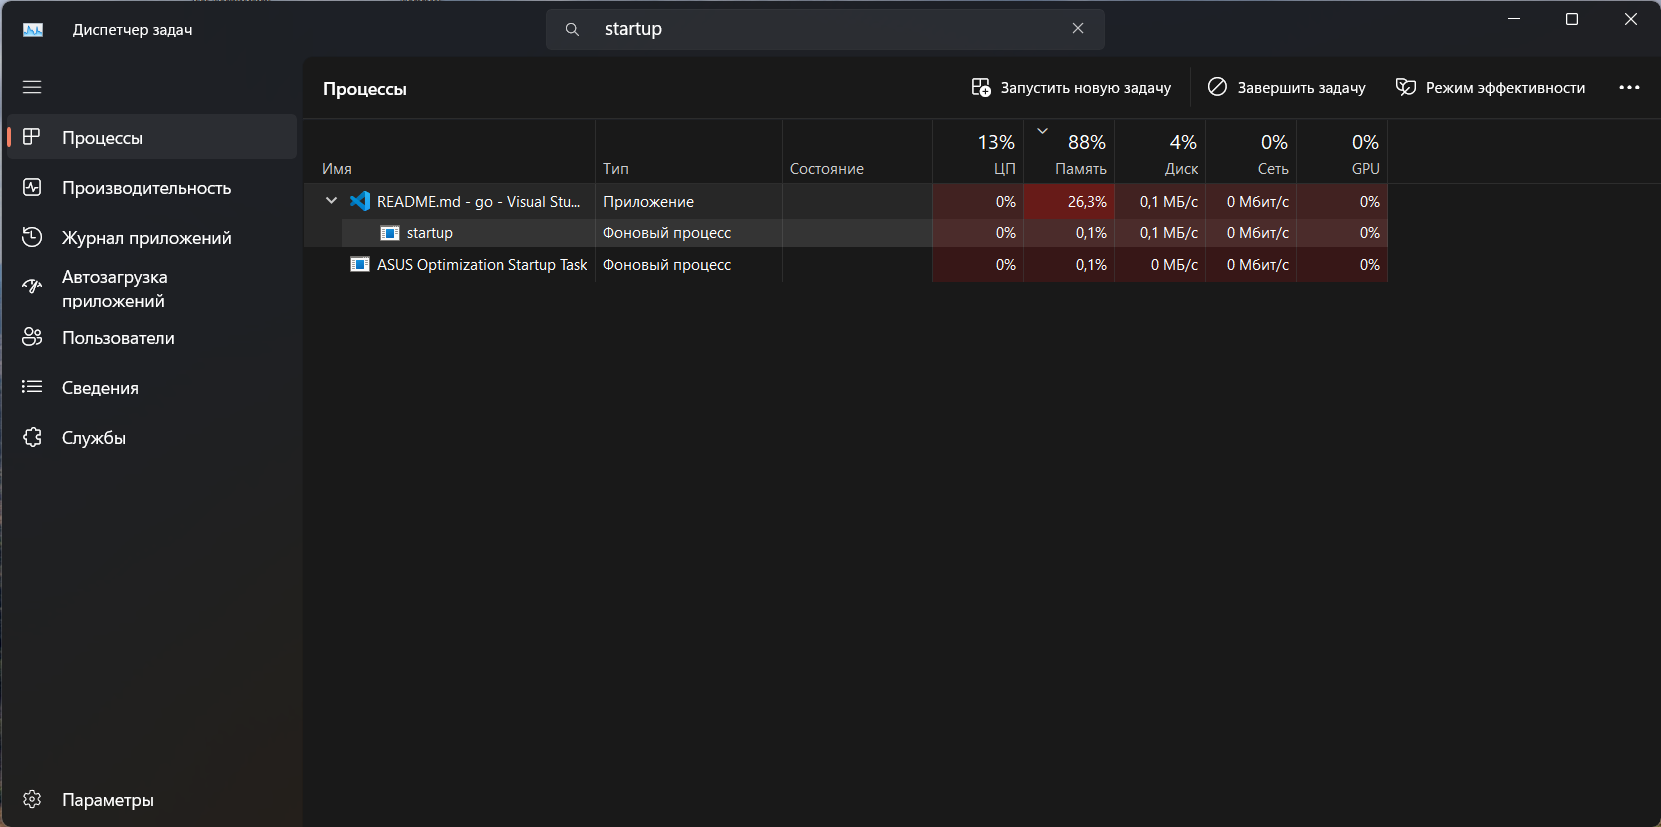 Диспетчер задач
startup
Процессы
Производительность
Журнал приложений
Автозагрузка
приложений
Пользователи
Сведения
Службы
Параметры
Процессы
Запустить новую задачу
Завершить задачу
Режим эффективности
13% 88% 4% 0% 0%
Имя Тип Состояние ЦП Память Диск Сеть GPU
README.md - go - Visual Stu... Приложение 0% 26,3% 0,1 МБ/с 0 Мбит/с 0%
startup Фоновый процесс 0% 0,1% 0,1 МБ/с 0 Мбит/с 0%
ASUS Optimization Startup Task Фоновый процесс 0% 0,1% 0 МБ/с 0 Мбит/с 0%